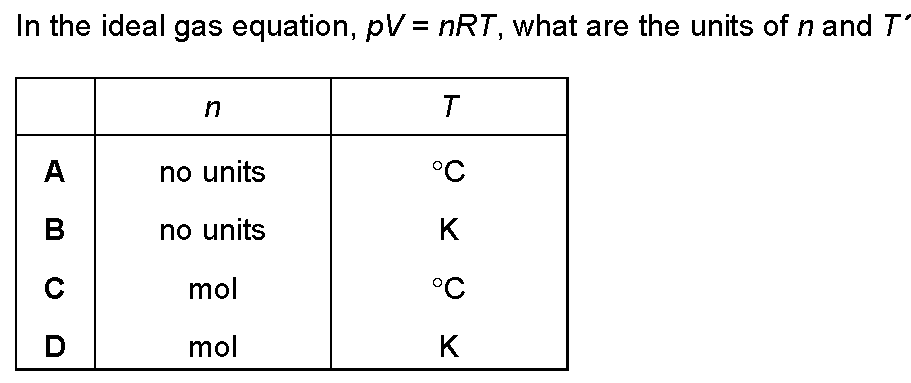 In the ideal gas equation, pV = nRT, what are the units of n and T
n T
A no units °C
B no units K
C mol °C
D mol K